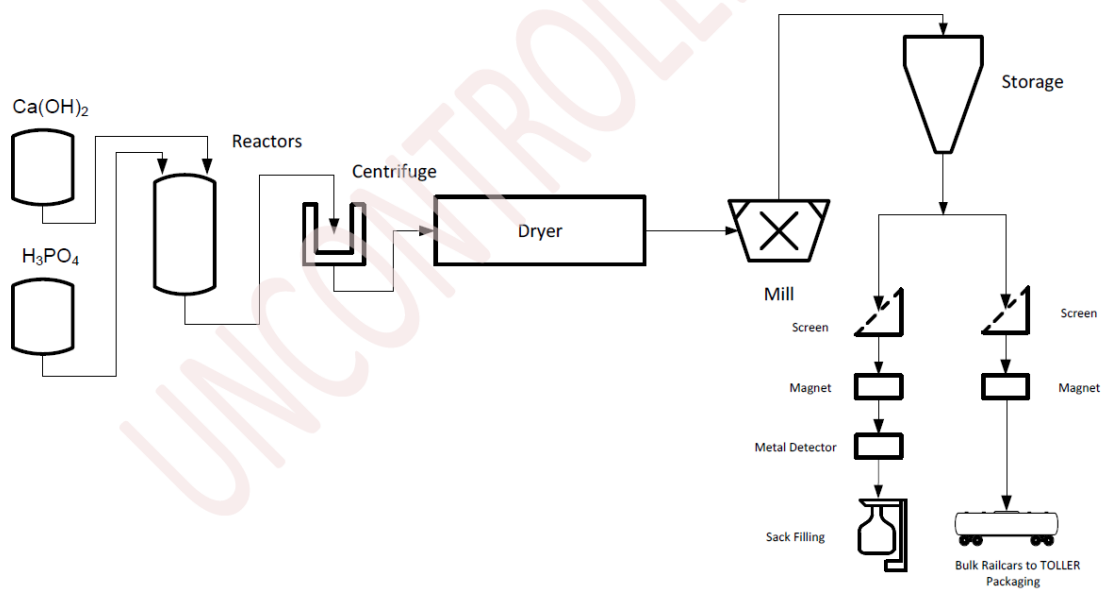 Ca(OH)₂
Reactors
Centrifuge
H₃PO₄
Dryer
Mill
Storage
Screen
Screen
Magnet
Magnet
Metal Detector
Sack Filling
Bulk Railcars to TOLLER
Packaging